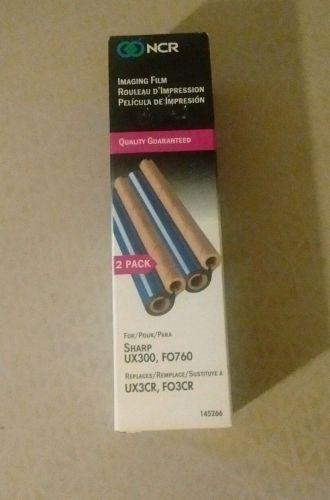 NCR
IMAGING FILM
ROULEAU D'IMPRESSION
PELÍCULA DE IMPRESIÓN
QUALITY GUARANTEED
2 PACK
FOR/POUR/PARA
SHARP
UX300, FO760
REPLACES/REMPLACE/SUSTITUYE A
UX3CR, FO3CR
145266